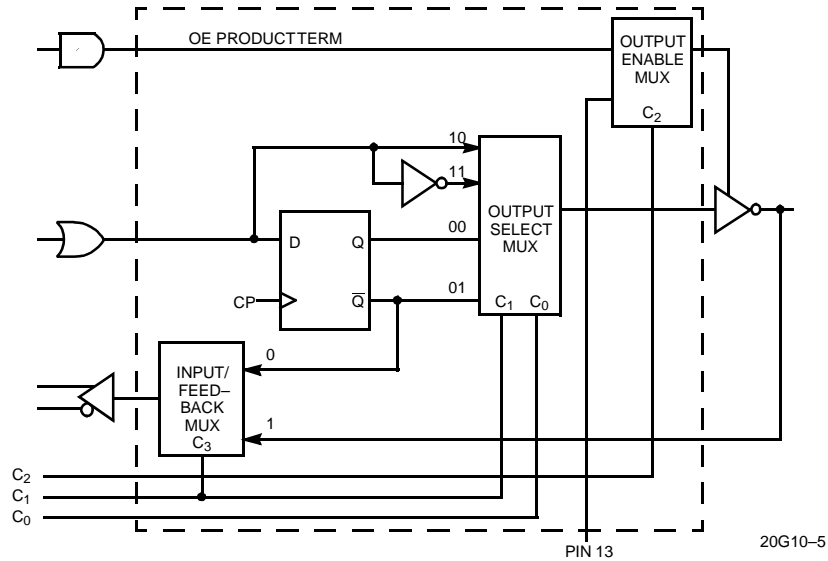 OE PRODUCTTERM
OUTPUT
ENABLE
MUX
C2
10
11
OUTPUT
SELECT
MUX
D Q
00
CP
Q̅
01
C1 C0
0
INPUT/
FEED–
BACK
MUX
C3
1
C2
C1
C0
PIN 13
20G10–5